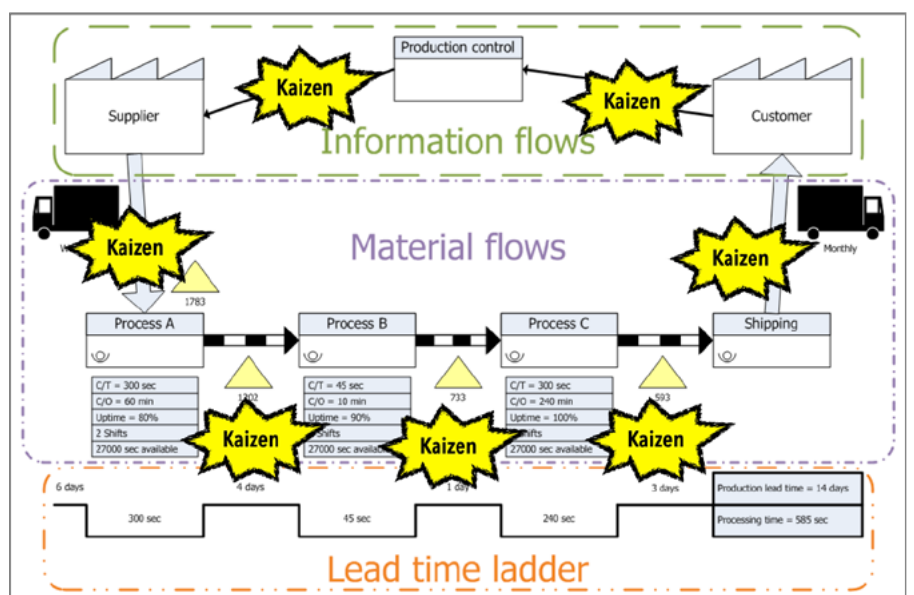 Production control
Kaizen
Kaizen
Supplier
Customer
Information flows
Kaizen
Material flows
Kaizen
Monthly
1783
Process A
Process B
Process C
Shipping
C/T = 300 sec
C/O = 60 min
Uptime = 80%
2 Shifts
27000 sec available
C/T = 45 sec
C/O = 10 min
Uptime = 90%
Shifts
27000 sec available
733
C/T = 300 sec
C/O = 240 min
Uptime = 100%
27000 sec available
593
Kaizen
Kaizen
Kaizen
6 days
4 days
1 day
3 days
Production lead time = 14 days
300 sec
45 sec
240 sec
Processing time = 585 sec
Lead time ladder